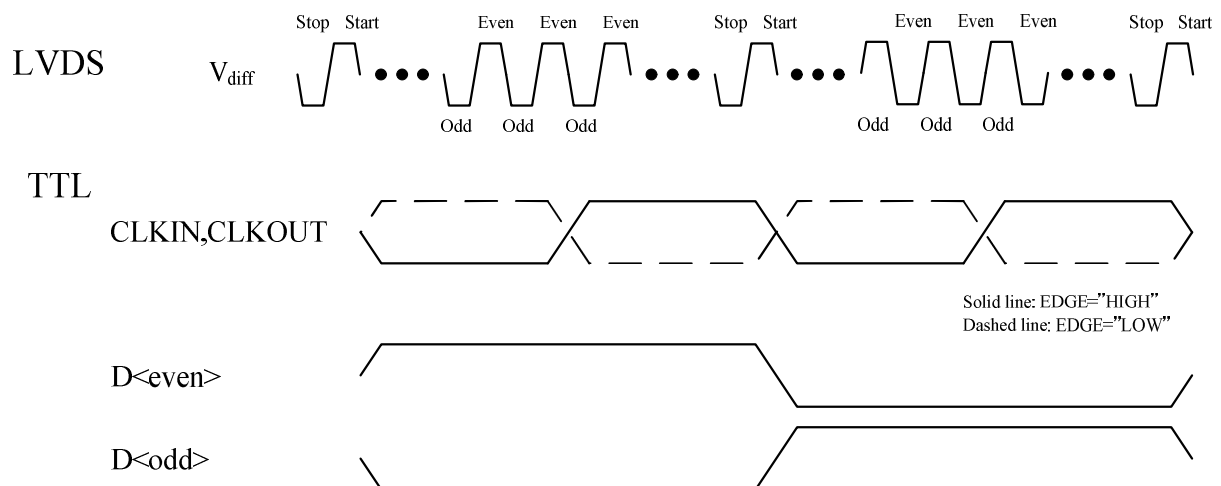 Stop Start Even Even Even Stop Start Even Even Even Stop Start
LVDS
Vdiff
Odd Odd Odd Odd Odd Odd
TTL
CLKIN,CLKOUT
Solid line: EDGE="HIGH"
Dashed line: EDGE="LOW"
D<even>
D<odd>